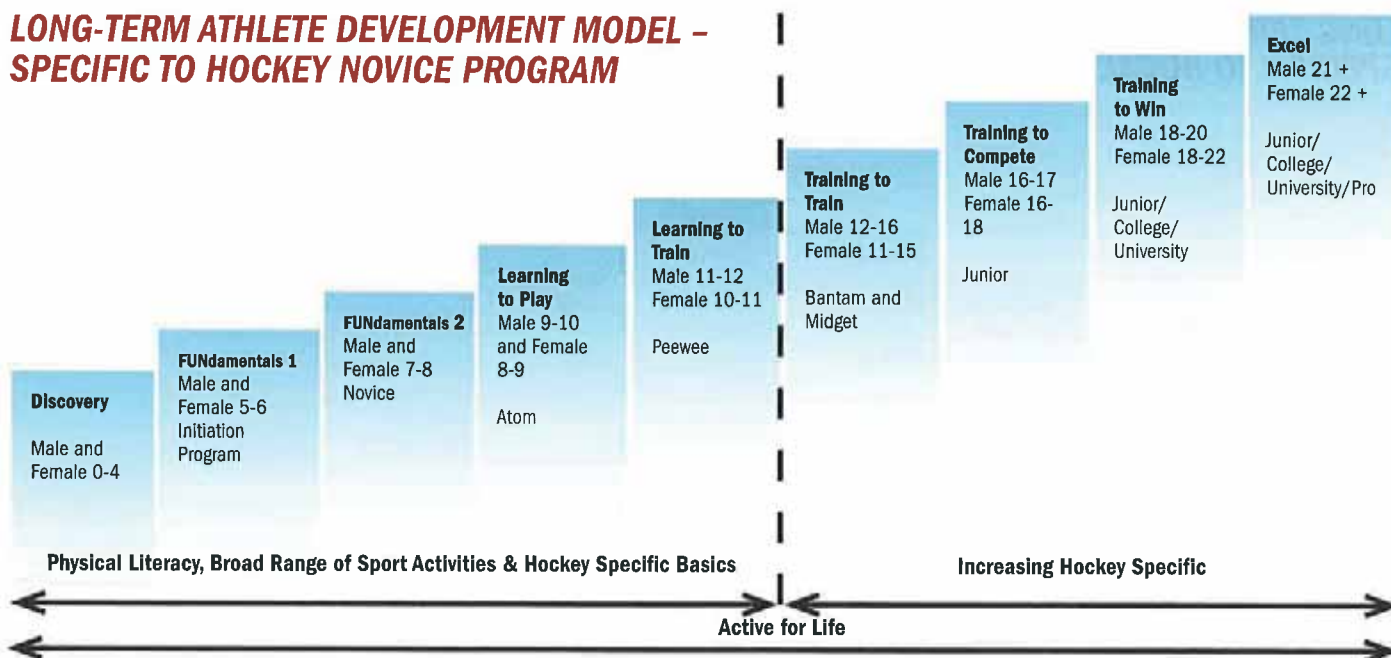 LONG-TERM ATHLETE DEVELOPMENT MODEL –
SPECIFIC TO HOCKEY NOVICE PROGRAM
Discovery
Male and
Female 0-4
FUNdamentals 1
Male and
Female 5-6
Initiation
Program
FUNdamentals 2
Male and
Female 7-8
Novice
Learning
to Play
Male 9-10
and Female
8-9
Atom
Learning to
Train
Male 11-12
Female 10-11
Peewee
Training to
Train
Male 12-16
Female 11-15
Bantam and
Midget
Training to
Compete
Male 16-17
Female 16-
18
Junior
Training
to Win
Male 18-20
Female 18-22
Junior/
College/
University
Excel
Male 21 +
Female 22 +
Junior/
College/
University/Pro
Physical Literacy, Broad Range of Sport Activities & Hockey Specific Basics
Increasing Hockey Specific
Active for Life